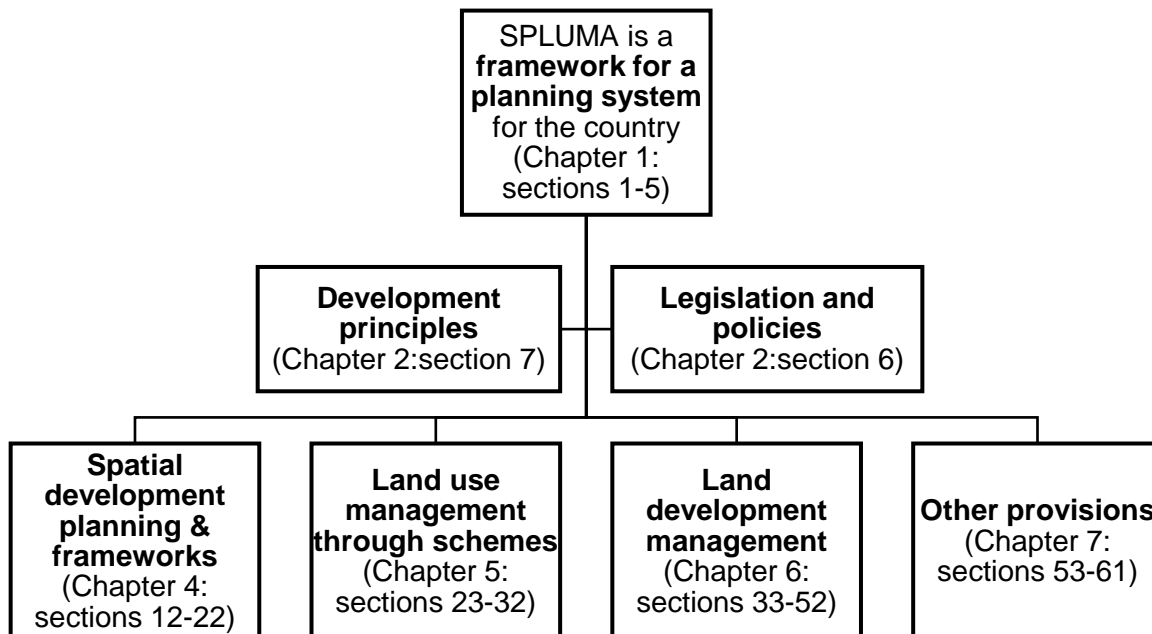 SPLUMA is a
framework for a
planning system
for the country
(Chapter 1:
sections 1-5)
Development
principles
(Chapter 2:section 7)
Legislation and
policies
(Chapter 2:section 6)
Spatial
development
planning &
frameworks
(Chapter 4:
sections 12-22)
Land use
management
through schemes
(Chapter 5:
sections 23-32)
Land
development
management
(Chapter 6:
sections 33-52)
Other provisions
(Chapter 7:
sections 53-61)